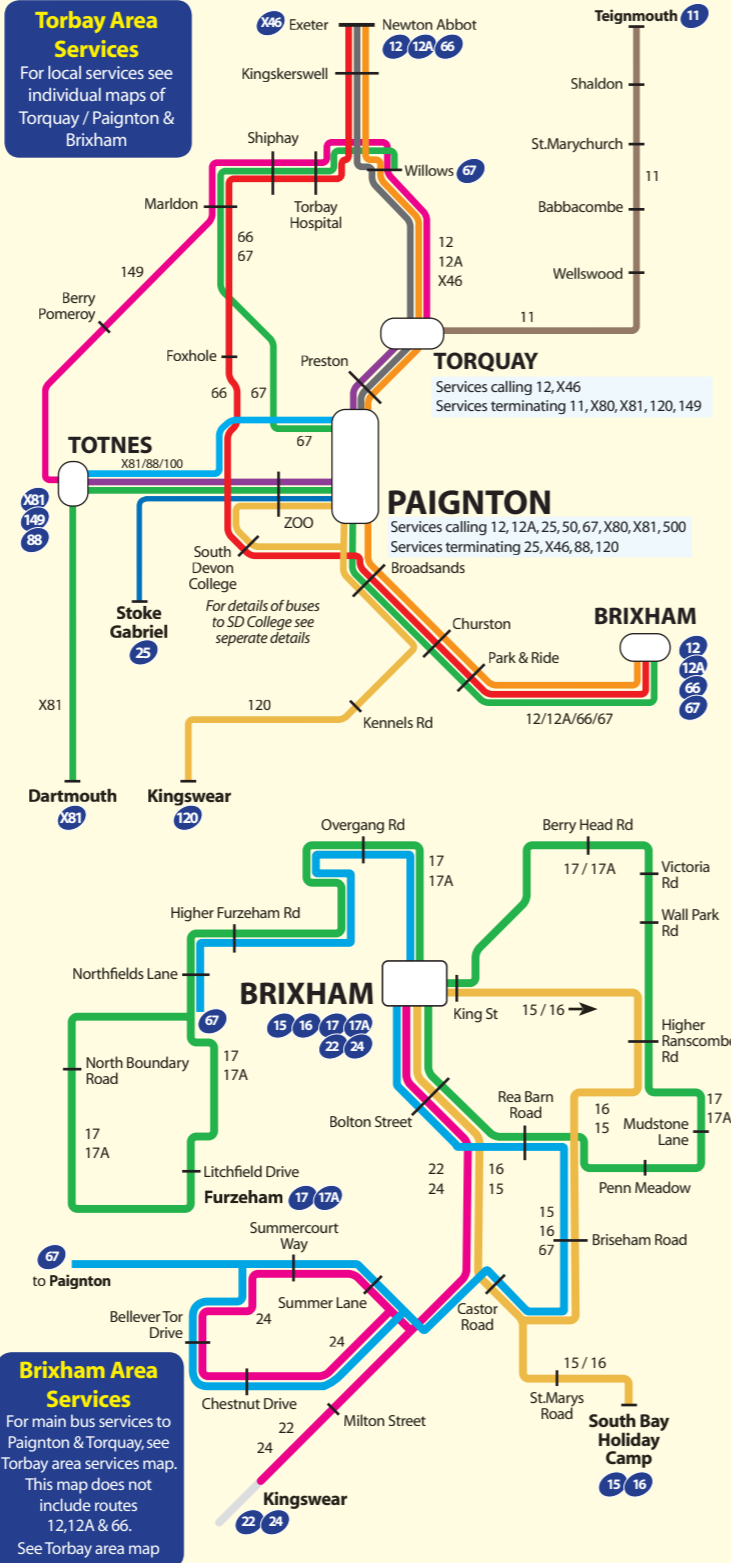 Torbay Area
Services
For local services see
individual maps of
Torquay / Paignton &
Brixham
X46 Exeter
Newton Abbot
12 12A 66
Teignmouth 11
Kingskerswell
Shaldon
Shiphay
St.Marychurch
Willows 67
11
Marldon
Torbay
Hospital
Babbacombe
66
67
12
12A
X46
149
Wellswood
Berry
Pomeroy
11
Foxhole
Preston
TORQUAY
Services calling 12, X46
Services terminating 11, X80, X81, 120, 149
66
67
67
TOTNES
X81/88/100
X81
149
88
PAIGNTON
Services calling 12, 12A, 25, 50, 67, X80, X81, 500
Services terminating 25, X46, 88, 120
ZOO
South
Devon
College
Broadsands
For details of buses
to SD College see
seperate details
Stoke
Gabriel
25
Churston
BRIXHAM
12
12A
66
67
Park & Ride
X81
120
Kennels Rd
12/12A/66/67
Dartmouth
X81
Kingswear
120
Overgang Rd
Berry Head Rd
17
17A
17 / 17A
Victoria
Rd
Higher Furzeham Rd
Wall Park
Rd
Northfields Lane
BRIXHAM
15 16 17 17A
22 24
King St
15 / 16
67
Higher
Ranscombe
Rd
North Boundary
Road
17
17A
Bolton Street
Rea Barn
Road
16
15
Mudstone
Lane
17
17A
17
17A
Litchfield Drive
22
24
16
15
Penn Meadow
Furzeham 17 17A
15
16
67
Briseham Road
Summercourt
Way
67
to Paignton
Summer Lane
Bellever Tor
Drive
24
24
Castor
Road
Brixham Area
Services
For main bus services to
Paignton & Torquay, see
Torbay area services map.
This map does not
include routes
12,12A & 66.
See Torbay area map
Chestnut Drive
15 / 16
St.Marys
Road
Milton Street
22
24
South Bay
Holiday
Camp
15 16
Kingswear
22 24